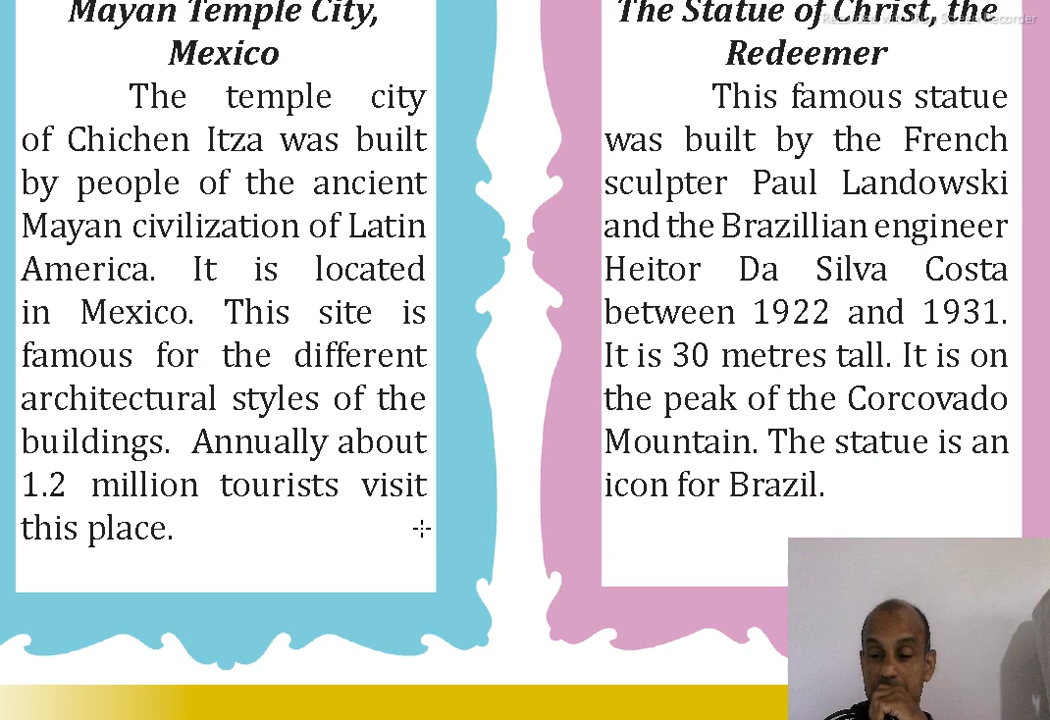 Mayan Temple City,
Mexico
The temple city
of Chichen Itza was built
by people of the ancient
Mayan civilization of Latin
America. It is located
in Mexico. This site is
famous for the different
architectural styles of the
buildings. Annually about
1.2 million tourists visit
this place.
The Statue of Christ, the
Redeemer
This famous statue
was built by the French
sculpter Paul Landowski
and the Brazillian engineer
Heitor Da Silva Costa
between 1922 and 1931.
It is 30 metres tall. It is on
the peak of the Corcovado
Mountain. The statue is an
icon for Brazil.
Recorder